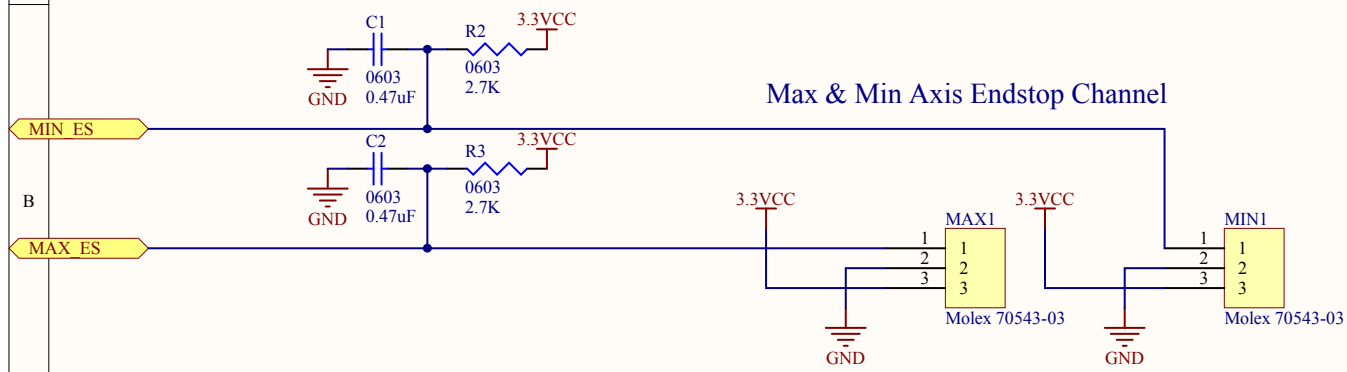 C1
R2
3.3VCC
0603
0.47uF
0603
2.7K
GND
Max & Min Axis Endstop Channel
MIN_ES
C2
R3
3.3VCC
0603
0.47uF
0603
2.7K
GND
B
3.3VCC
3.3VCC
MAX_ES
MAX1
MIN1
1 1
2 2
3 3
1 1
2 2
3 3
Molex 70543-03
Molex 70543-03
GND
GND